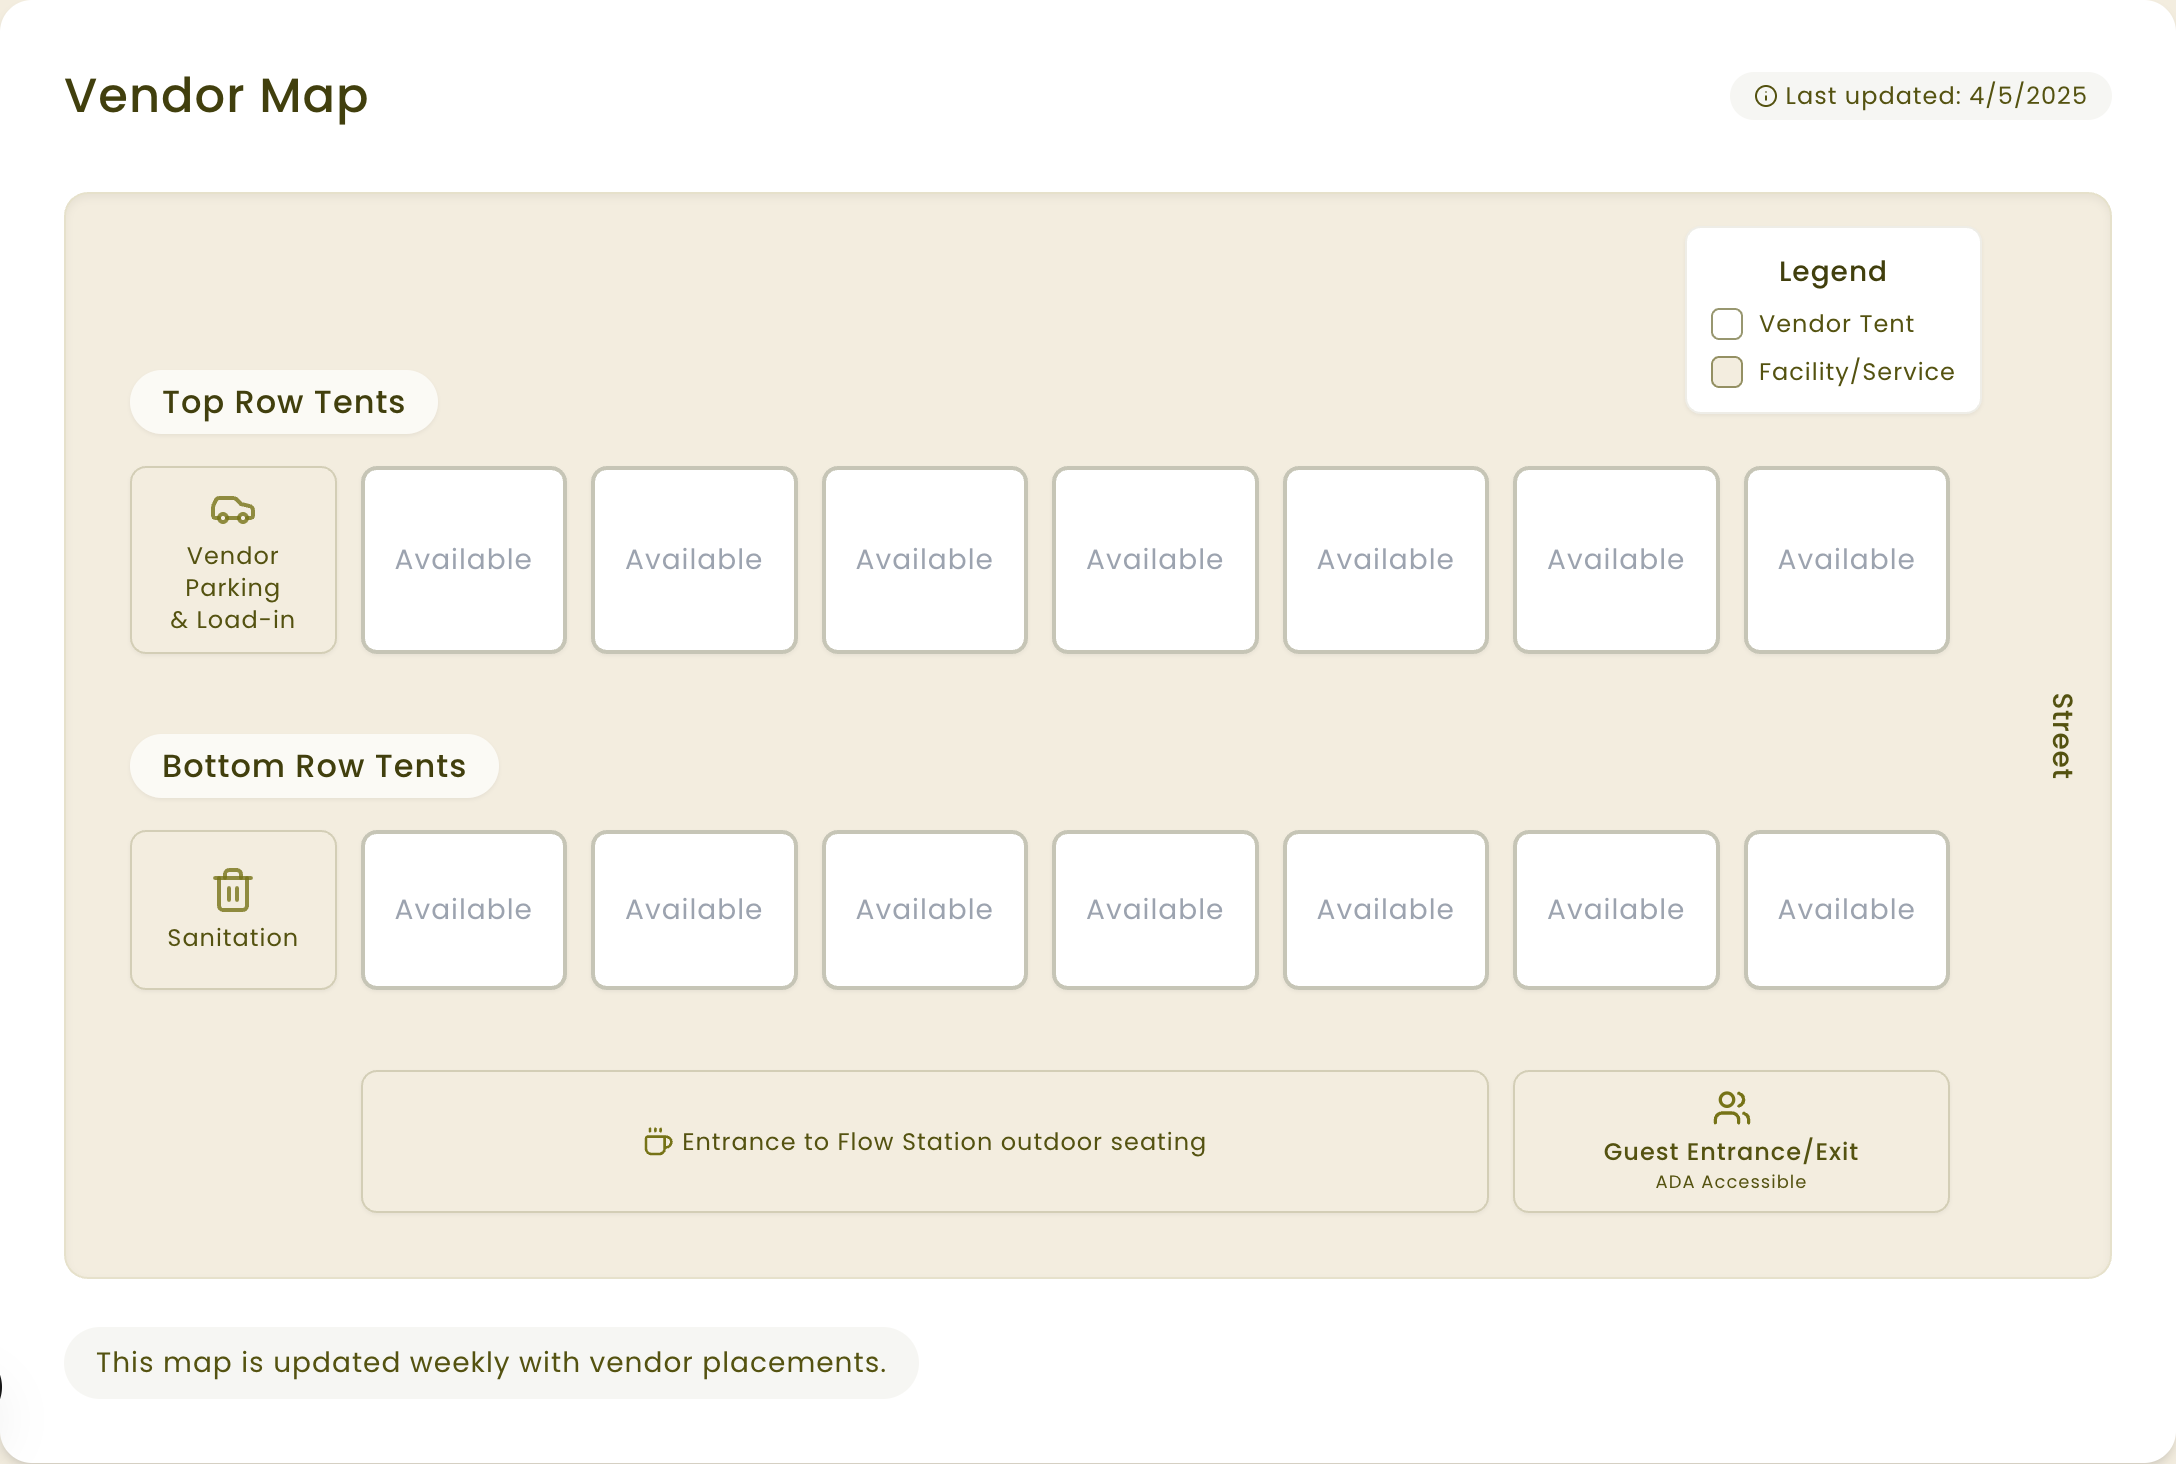 Vendor Map
Last updated: 4/5/2025
Legend
Vendor Tent
Facility/Service
Top Row Tents
Vendor
Parking
& Load-in
Available
Available
Available
Available
Available
Available
Available
Street
Bottom Row Tents
Sanitation
Available
Available
Available
Available
Available
Available
Available
Entrance to Flow Station outdoor seating
Guest Entrance/Exit
ADA Accessible
This map is updated weekly with vendor placements.